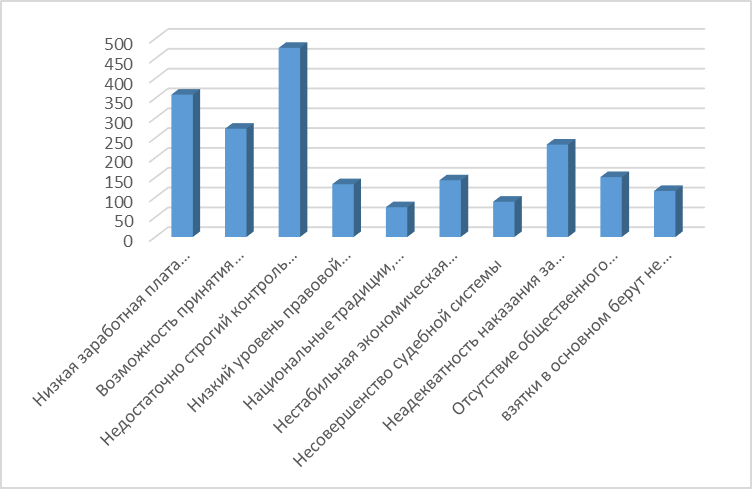 500
450
400
350
300
250
200
150
100
50
0
Низкая заработная плата…
Возможность принятия…
Недостаточно строгий контроль…
Низкий уровень правовой…
Национальные традиции,…
Нестабильная экономическая…
Несовершенство судебной системы
Неадекватность наказания за…
Отсутствие общественного…
взятки в основном берут не…